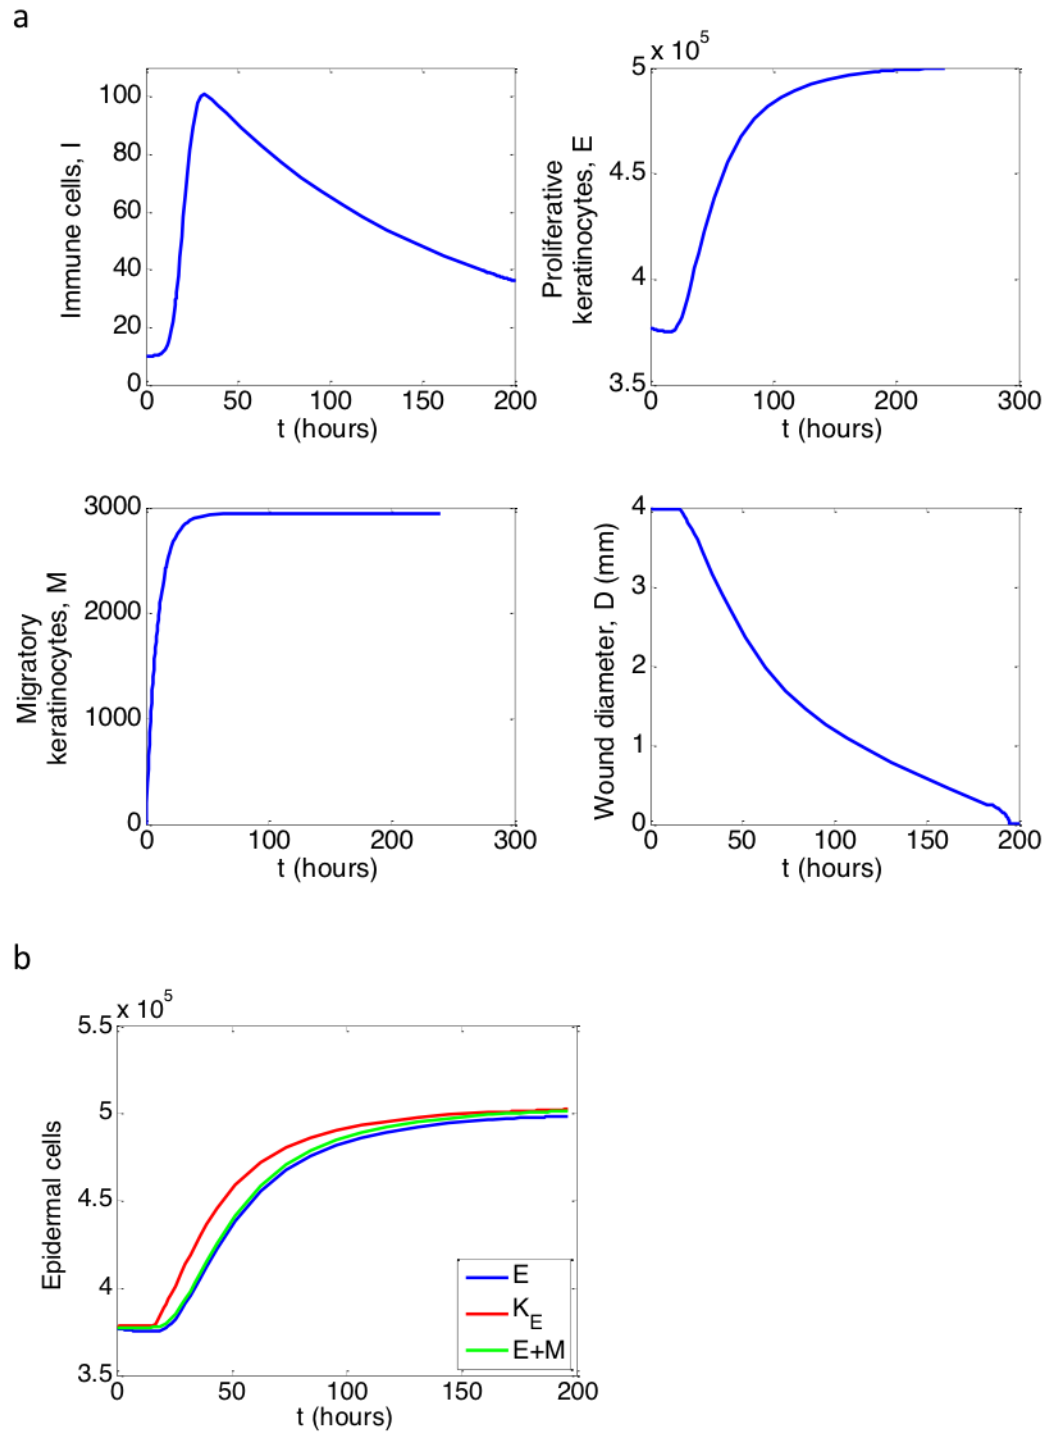 a
Immune cells, I
100
80
60
40
20
0
0 50 100 150 200
t (hours)
x 10^5
Proliferative
keratinocytes, E
5
4.5
4
3.5
0 100 200 300
t (hours)
Migratory
keratinocytes, M
3000
2000
1000
0
0 100 200 300
t (hours)
Wound diameter, D (mm)
4
3
2
1
0
0 50 100 150 200
t (hours)
b
x 10^5
Epidermal cells
5.5
5
4.5
4
3.5
0 50 100 150 200
t (hours)
E
K_E
E+M